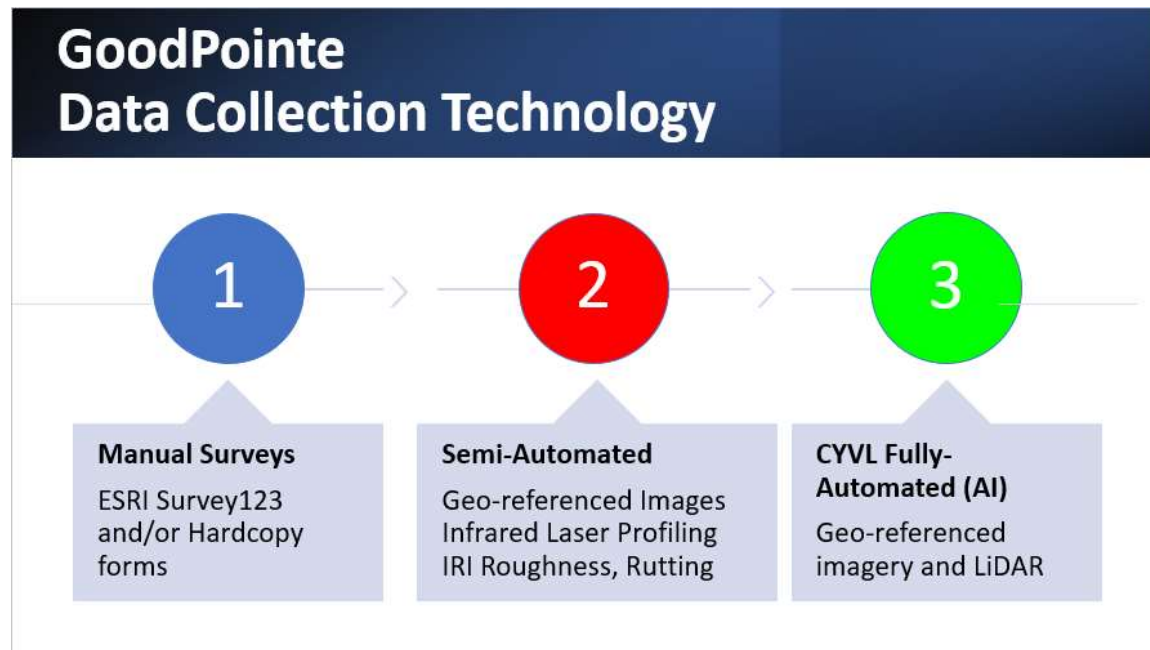 GoodPointe
Data Collection Technology
1
2
3
Manual Surveys
ESRI Survey123
and/or Hardcopy
forms
Semi-Automated
Geo-referenced Images
Infrared Laser Profiling
IRI Roughness, Rutting
CYVL Fully-
Automated (AI)
Geo-referenced
imagery and LiDAR